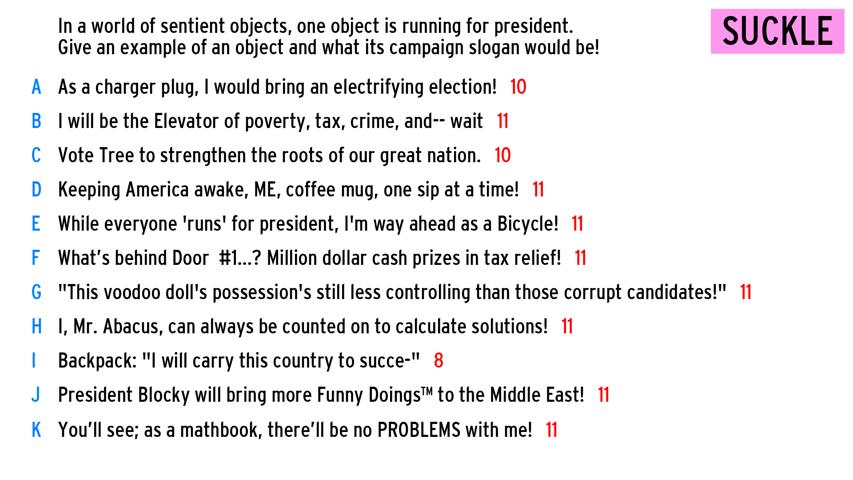 In a world of sentient objects, one object is running for president.
Give an example of an object and what its campaign slogan would be!
SUCKLE
A As a charger plug, I would bring an electrifying election! 10
B I will be the Elevator of poverty, tax, crime, and-- wait 11
C Vote Tree to strengthen the roots of our great nation. 10
D Keeping America awake, ME, coffee mug, one sip at a time! 11
E While everyone 'runs' for president, I'm way ahead as a Bicycle! 11
F What’s behind Door #1...? Million dollar cash prizes in tax relief! 11
G "This voodoo doll's possession's still less controlling than those corrupt candidates!" 11
H I, Mr. Abacus, can always be counted on to calculate solutions! 11
I Backpack: "I will carry this country to succe-" 8
J President Blocky will bring more Funny Doings™ to the Middle East! 11
K You’ll see; as a mathbook, there’ll be no PROBLEMS with me! 11